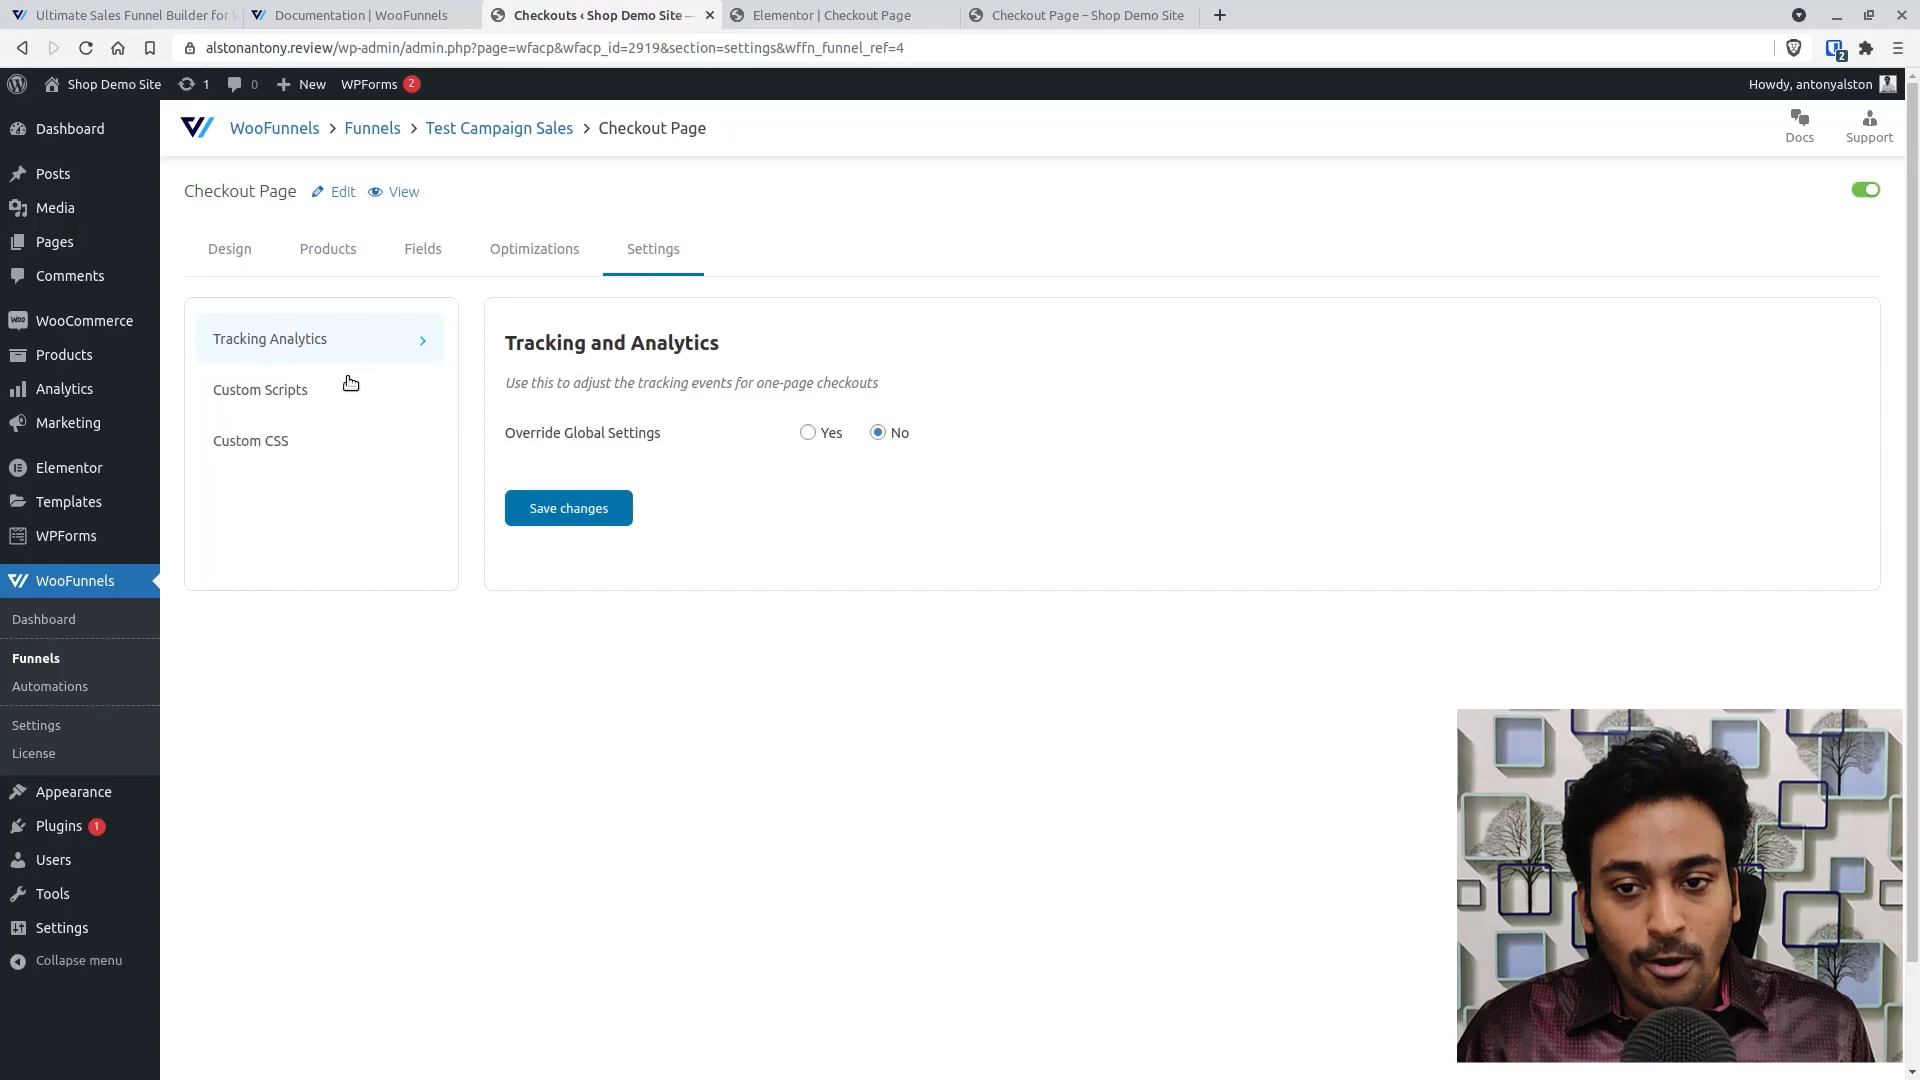 Ultimate Sales Funnel Builder for
Documentation | WooFunnels
Checkouts ‹ Shop Demo Site —
Elementor | Checkout Page
Checkout Page – Shop Demo Site
alstonantony.review/wp-admin/admin.php?page=wfacp&wfacp_id=2919&section=settings&wffn_funnel_ref=4
2
Shop Demo Site
1
0
New
WPForms 2
Howdy, antonyalston
WooFunnels > Funnels > Test Campaign Sales > Checkout Page
Docs
Support
Checkout Page Edit View
Design
Products
Fields
Optimizations
Settings
Tracking Analytics
Custom Scripts
Custom CSS
Tracking and Analytics
Use this to adjust the tracking events for one-page checkouts
Override Global Settings
Yes
No
Save changes
Dashboard
Posts
Media
Pages
Comments
WooCommerce
Products
Analytics
Marketing
Elementor
Templates
WPForms
WooFunnels
Dashboard
Funnels
Automations
Settings
License
Appearance
Plugins 1
Users
Tools
Settings
Collapse menu